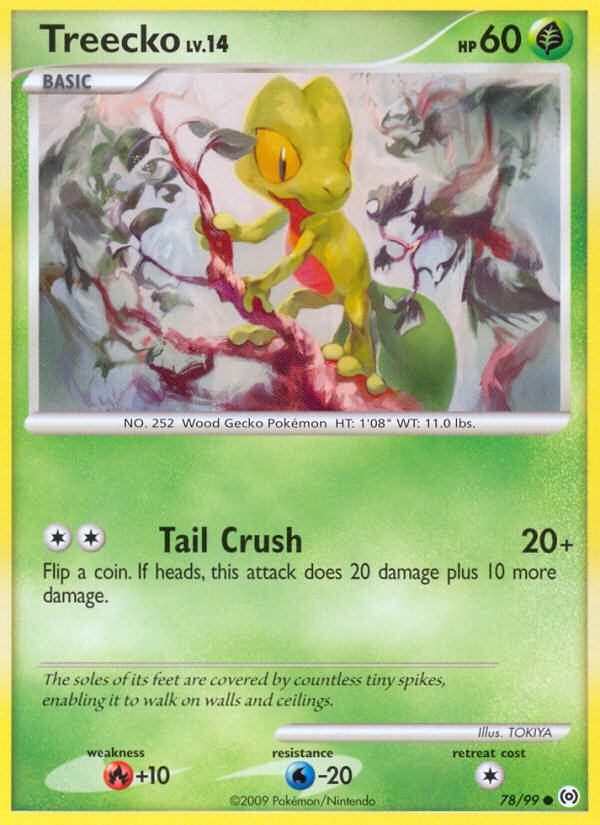 Treecko LV.14
HP 60
BASIC
NO. 252 Wood Gecko Pokémon HT: 1'08" WT: 11.0 lbs.
Tail Crush 20+
Flip a coin. If heads, this attack does 20 damage plus 10 more
damage.
The soles of its feet are covered by countless tiny spikes,
enabling it to walk on walls and ceilings.
Illus. TOKIYA
weakness resistance retreat cost
+10 -20
©2009 Pokémon/Nintendo 78/99